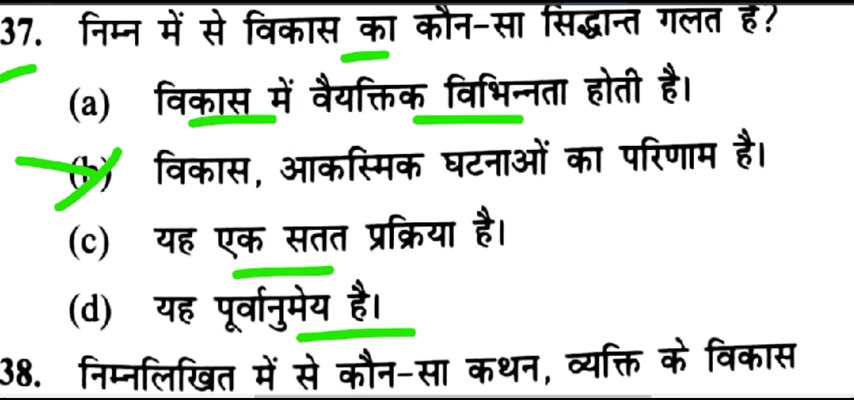 37. निम्न में से विकास का कौन-सा सिद्धान्त गलत है?
(a) विकास में वैयक्तिक विभिन्नता होती है।
(b) विकास, आकस्मिक घटनाओं का परिणाम है।
(c) यह एक सतत प्रक्रिया है।
(d) यह पूर्वानुमेय है।
38. निम्नलिखित में से कौन-सा कथन, व्यक्ति के विकास